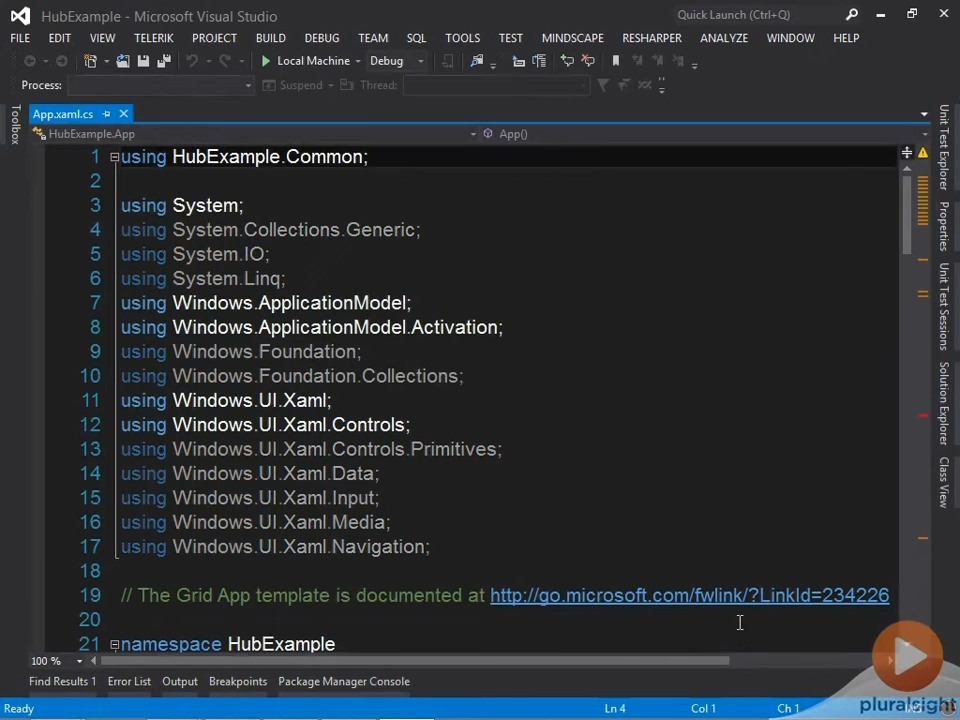 HubExample - Microsoft Visual Studio
Quick Launch (Ctrl+Q)
FILE EDIT VIEW TELERIK PROJECT BUILD DEBUG TEAM SQL TOOLS TEST MINDSCAPE RESHARPER ANALYZE WINDOW HELP
Local Machine Debug
Process: Suspend Thread:
App.xaml.cs
HubExample.App App()
1 using HubExample.Common;
2
3 using System;
4 using System.Collections.Generic;
5 using System.IO;
6 using System.Linq;
7 using Windows.ApplicationModel;
8 using Windows.ApplicationModel.Activation;
9 using Windows.Foundation;
10 using Windows.Foundation.Collections;
11 using Windows.UI.Xaml;
12 using Windows.UI.Xaml.Controls;
13 using Windows.UI.Xaml.Controls.Primitives;
14 using Windows.UI.Xaml.Data;
15 using Windows.UI.Xaml.Input;
16 using Windows.UI.Xaml.Media;
17 using Windows.UI.Xaml.Navigation;
18
19 // The Grid App template is documented at http://go.microsoft.com/fwlink/?LinkId=234226
20
21 namespace HubExample
Toolbox
Unit Test Explorer
Properties
Unit Test Sessions
Solution Explorer
Class View
100 %
Find Results 1 Error List Output Breakpoints Package Manager Console
Ready Ln 4 Col 1 Ch 1
pluralsight